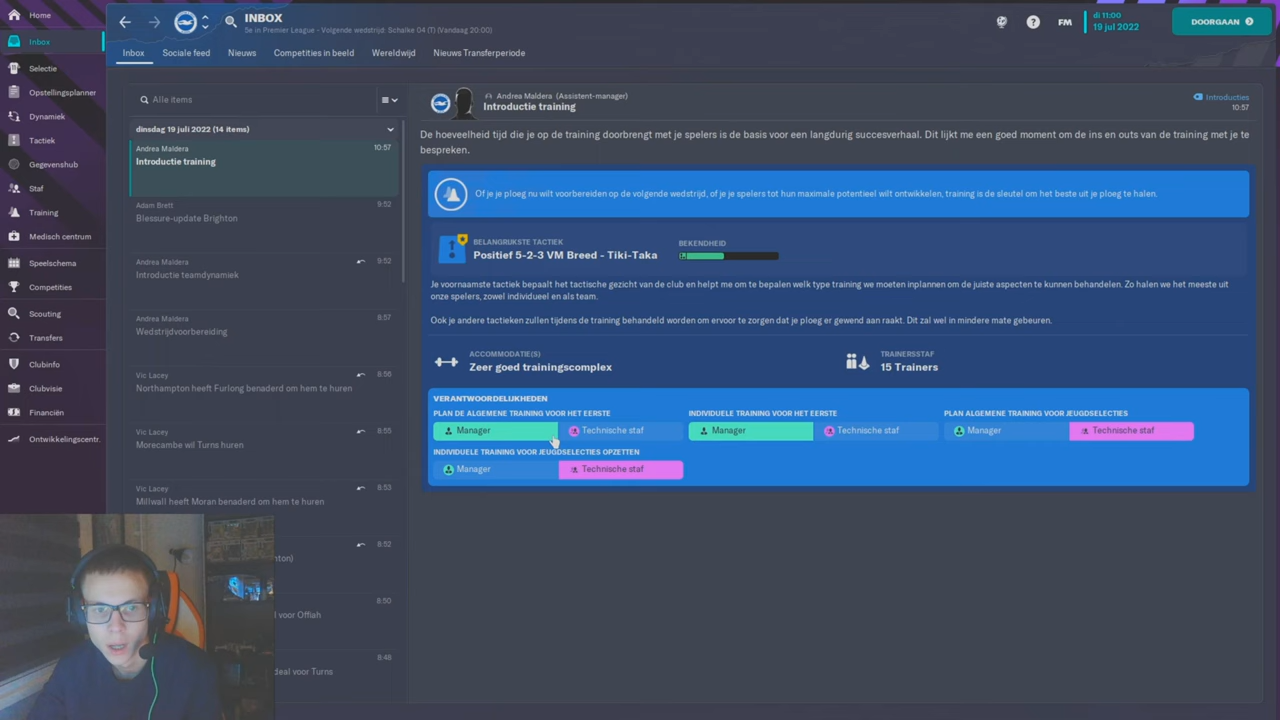 Home
Inbox
Selectie
Opstellingsplanner
Dynamiek
Tactiek
Gegevenshub
Staf
Training
Medisch centrum
Speelschema
Competities
Scouting
Transfers
Clubinfo
Clubvisie
Financiën
Ontwikkelingscentr.
INBOX
5e in Premier League - Volgende wedstrijd: Schalke 04 (T) (Vandaag 20.00)
FM
di 11:00
19 jul 2022
DOORGAAN
Inbox
Sociale feed
Nieuws
Competities in beeld
Wereldwijd
Nieuws Transferperiode
Alle items
dinsdag 19 juli 2022 (14 items)
Andrea Maldera
10:57
Introductie training
Adam Brett
9:52
Blessure-update Brighton
Andrea Maldera
9:52
Introductie teamdynamiek
Andrea Maldera
8:57
Wedstrijdvoorbereiding
Vic Lacey
8:56
Northampton heeft Furlong benaderd om hem te huren
Vic Lacey
8:55
Morecambe wil Turns huren
Vic Lacey
8:53
Millwall heeft Moran benaderd om hem te huren
8:52
8:50
voor Offiah
8:48
deal voor Turns
Andrea Maldera (Assistent-manager)
Introductie training
Introducties
10:57
De hoeveelheid tijd die je op de training doorbrengt met je spelers is de basis voor een langdurig succesverhaal. Dit lijkt me een goed moment om de ins en outs van de training met je te
bespreken.
Of je je ploeg nu wilt voorbereiden op de volgende wedstrijd, of je je spelers tot hun maximale potentieel wilt ontwikkelen, training is de sleutel om het beste uit je ploeg te halen.
BELANGRIJKSTE TACTIEK
Positief 5-2-3 VM Breed - Tiki-Taka
BEKENDHEID
Je voornaamste tactiek bepaalt het tactische gezicht van de club en helpt me om te bepalen welk type training we moeten inplannen om de juiste aspecten te kunnen behandelen. Zo halen we het meeste uit
onze spelers, zowel individueel en als team.
Ook je andere tactieken zullen tijdens de training behandeld worden om ervoor te zorgen dat je ploeg er gewend aan raakt. Dit zal wel in mindere mate gebeuren.
ACCOMMODATIE(S)
Zeer goed trainingscomplex
TRAINERSSTAF
15 Trainers
VERANTWOORDELIJKHEDEN
PLAN DE ALGEMENE TRAINING VOOR HET EERSTE
Manager
Technische staf
INDIVIDUELE TRAINING VOOR HET EERSTE
Manager
Technische staf
PLAN ALGEMENE TRAINING VOOR JEUGDSELECTIES
Manager
Technische staf
INDIVIDUELE TRAINING VOOR JEUGDSELECTIES OPZETTEN
Manager
Technische staf